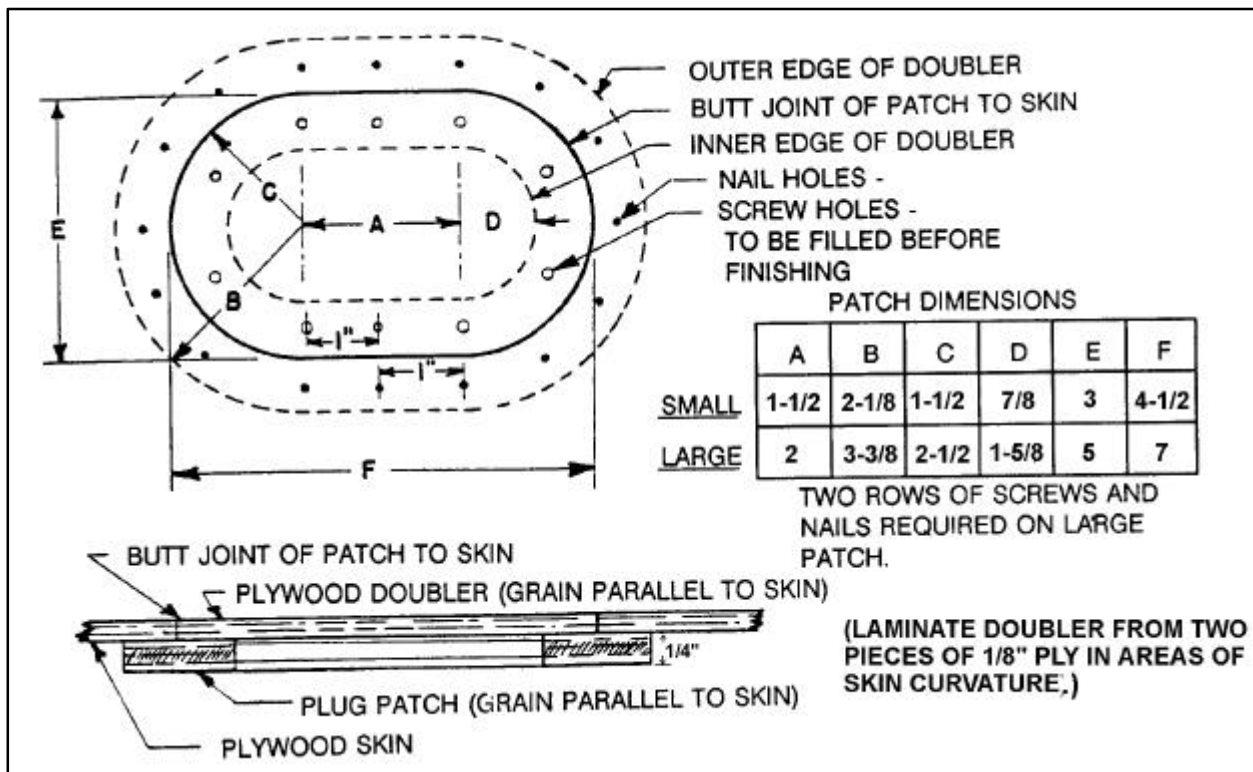 OUTER EDGE OF DOUBLER
BUTT JOINT OF PATCH TO SKIN
INNER EDGE OF DOUBLER
NAIL HOLES -
SCREW HOLES -
TO BE FILLED BEFORE
FINISHING
E
C
A
D
B
1"
1"
F
PATCH DIMENSIONS
A B C D E F
SMALL 1-1/2 2-1/8 1-1/2 7/8 3 4-1/2
LARGE 2 3-3/8 2-1/2 1-5/8 5 7
TWO ROWS OF SCREWS AND
NAILS REQUIRED ON LARGE
PATCH.
BUTT JOINT OF PATCH TO SKIN
PLYWOOD DOUBLER (GRAIN PARALLEL TO SKIN)
1/4"
PLUG PATCH (GRAIN PARALLEL TO SKIN)
PLYWOOD SKIN
(LAMINATE DOUBLER FROM TWO
PIECES OF 1/8" PLY IN AREAS OF
SKIN CURVATURE.)